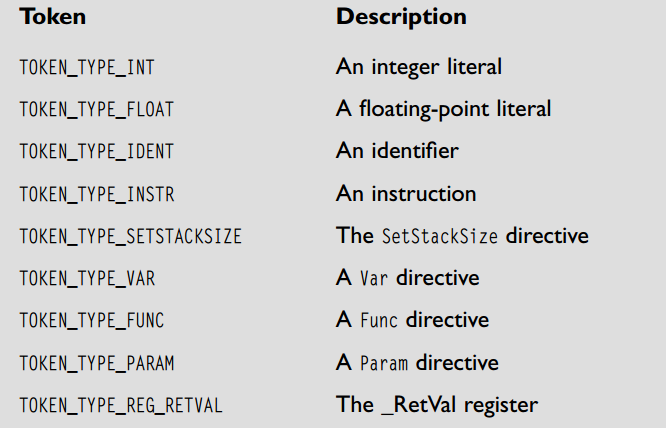 Token Description
TOKEN_TYPE_INT An integer literal
TOKEN_TYPE_FLOAT A floating-point literal
TOKEN_TYPE_IDENT An identifier
TOKEN_TYPE_INSTR An instruction
TOKEN_TYPE_SETSTACKSIZE The SetStackSize directive
TOKEN_TYPE_VAR A Var directive
TOKEN_TYPE_FUNC A Func directive
TOKEN_TYPE_PARAM A Param directive
TOKEN_TYPE_REG_RETVAL The _RetVal register